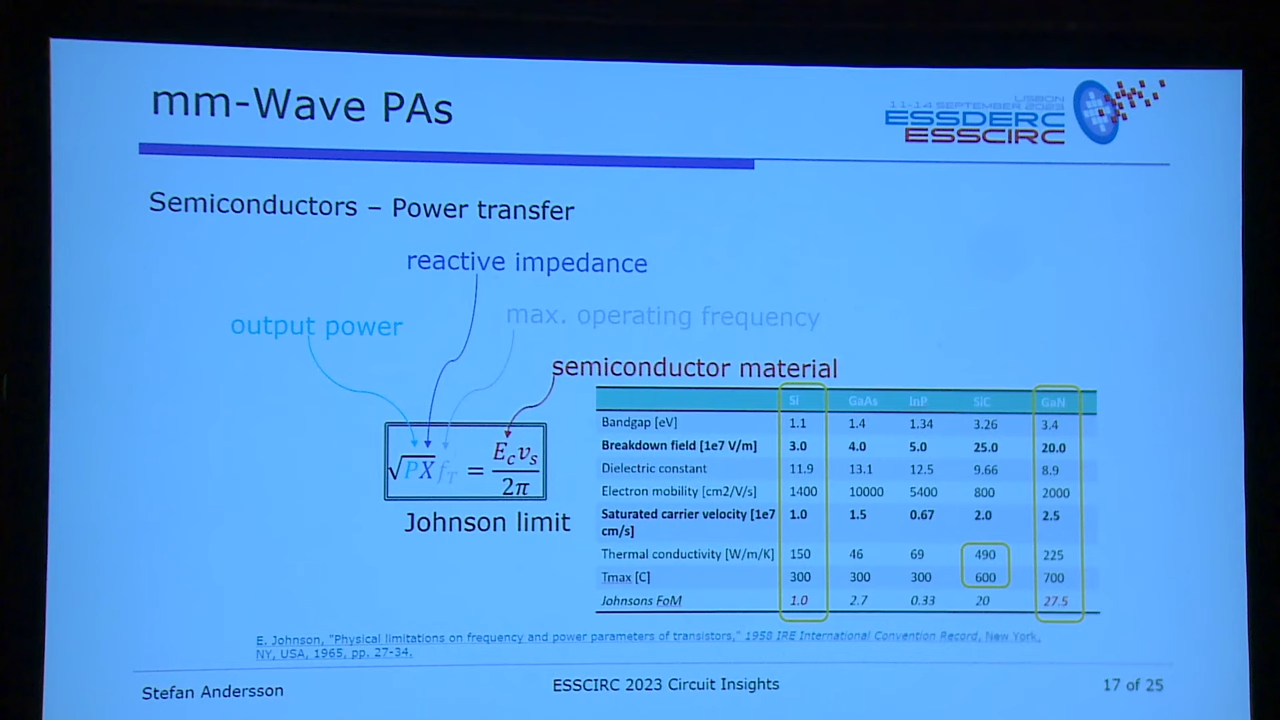 mm-Wave PAs
LISBON
11-14 SEPTEMBER 2023
ESSDERC
ESSCIRC
Semiconductors – Power transfer
reactive impedance
output power
max. operating frequency
semiconductor material
√PX fT = Ecvs / 2π
Johnson limit
Si GaAs InP SiC GaN
Bandgap [eV] 1.1 1.4 1.34 3.26 3.4
Breakdown field [1e7 V/m] 3.0 4.0 5.0 25.0 20.0
Dielectric constant 11.9 13.1 12.5 9.66 8.9
Electron mobility [cm2/V/s] 1400 10000 5400 800 2000
Saturated carrier velocity [1e7 1.0 1.5 0.67 2.0 2.5
cm/s]
Thermal conductivity [W/m/K] 150 46 69 490 225
Tmax [C] 300 300 300 600 700
Johnsons FoM 1.0 2.7 0.33 20 27.5
E. Johnson, "Physical limitations on frequency and power parameters of transistors," 1958 IRE International Convention Record, New York,
NY, USA, 1965, pp. 27-34.
Stefan Andersson
ESSCIRC 2023 Circuit Insights
17 of 25